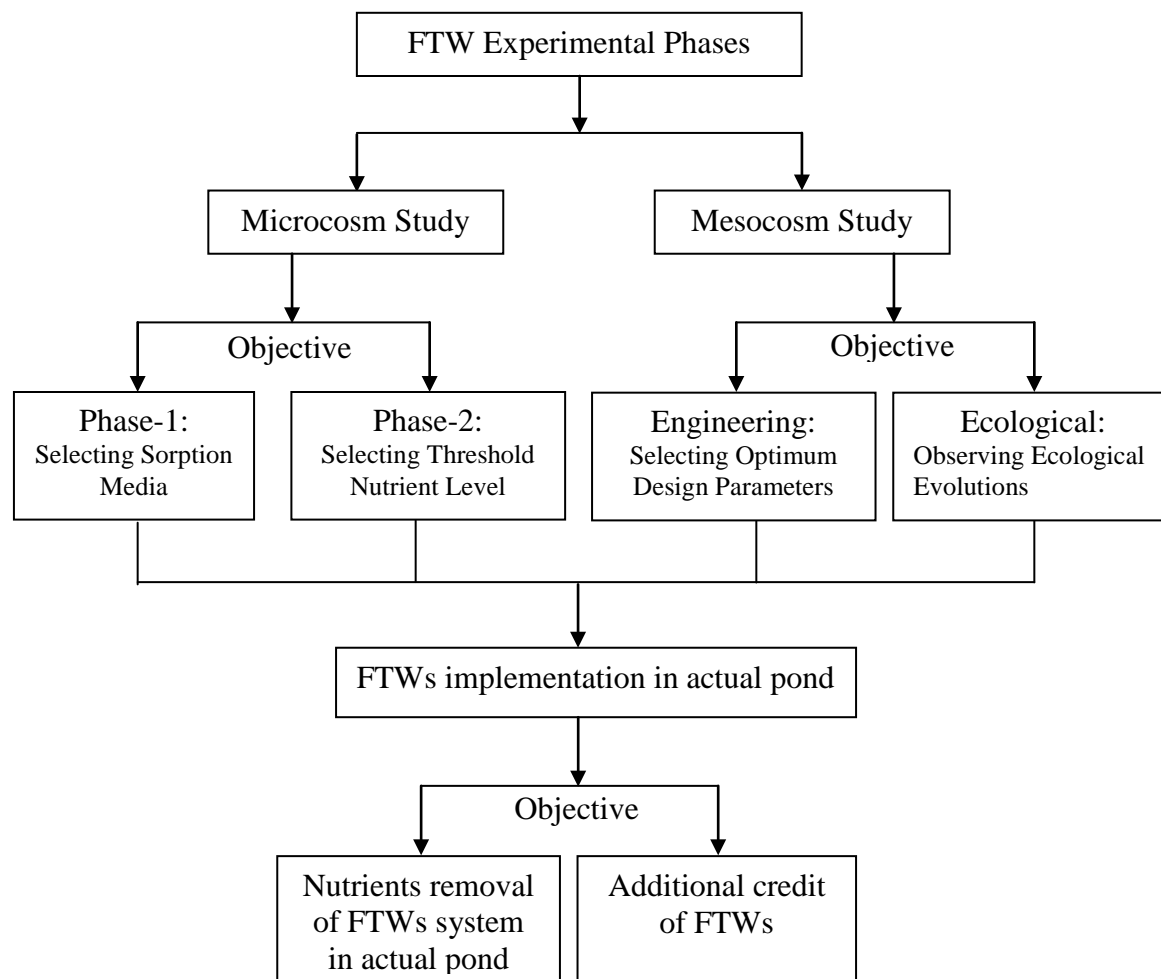 FTW Experimental Phases
Microcosm Study
Mesocosm Study
Objective
Objective
Phase-1:
Selecting Sorption
Media
Phase-2:
Selecting Threshold
Nutrient Level
Engineering:
Selecting Optimum
Design Parameters
Ecological:
Observing Ecological
Evolutions
FTWs implementation in actual pond
Objective
Nutrients removal
of FTWs system
in actual pond
Additional credit
of FTWs